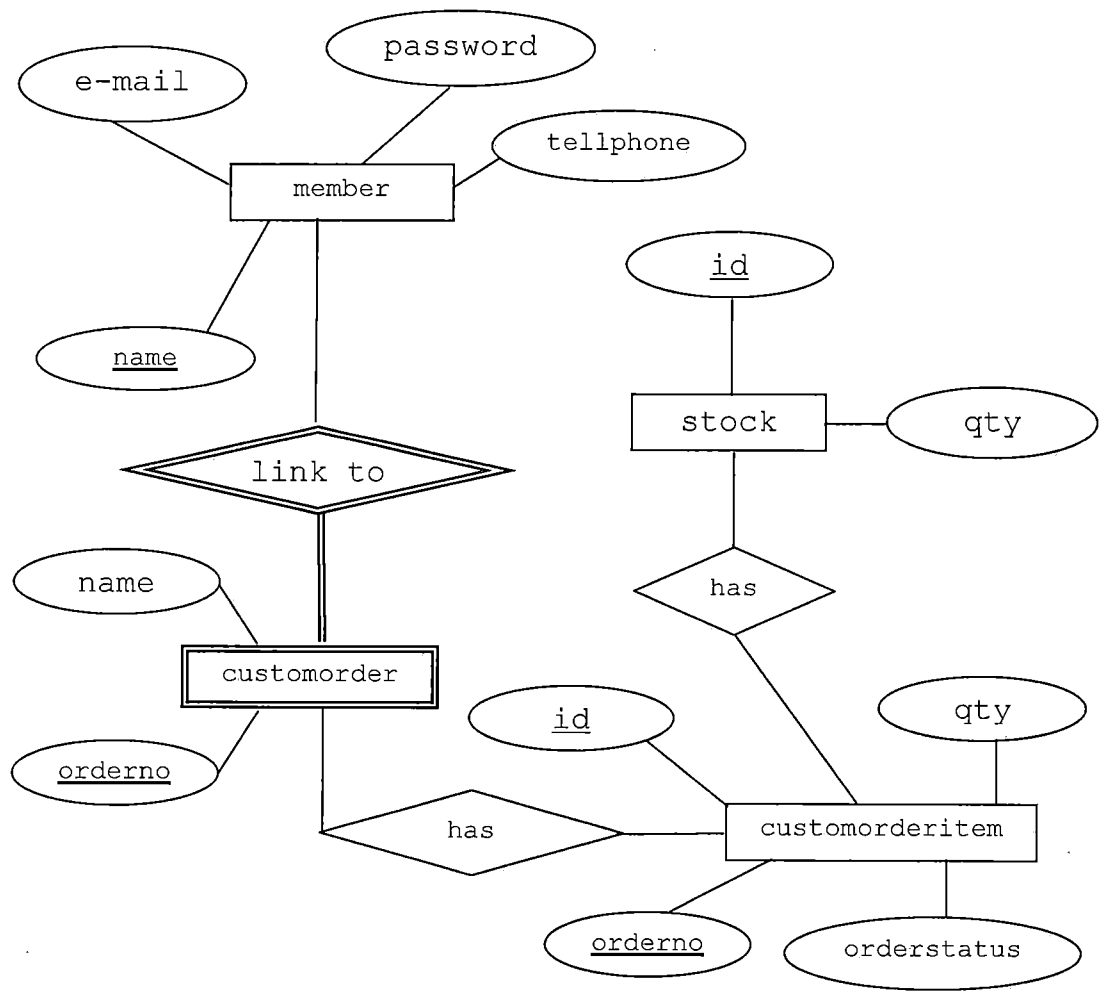 password
e-mail
tellphone
member
id
name
stock
qty
link to
name
has
customorder
id
qty
orderno
has
customorderitem
orderno
orderstatus